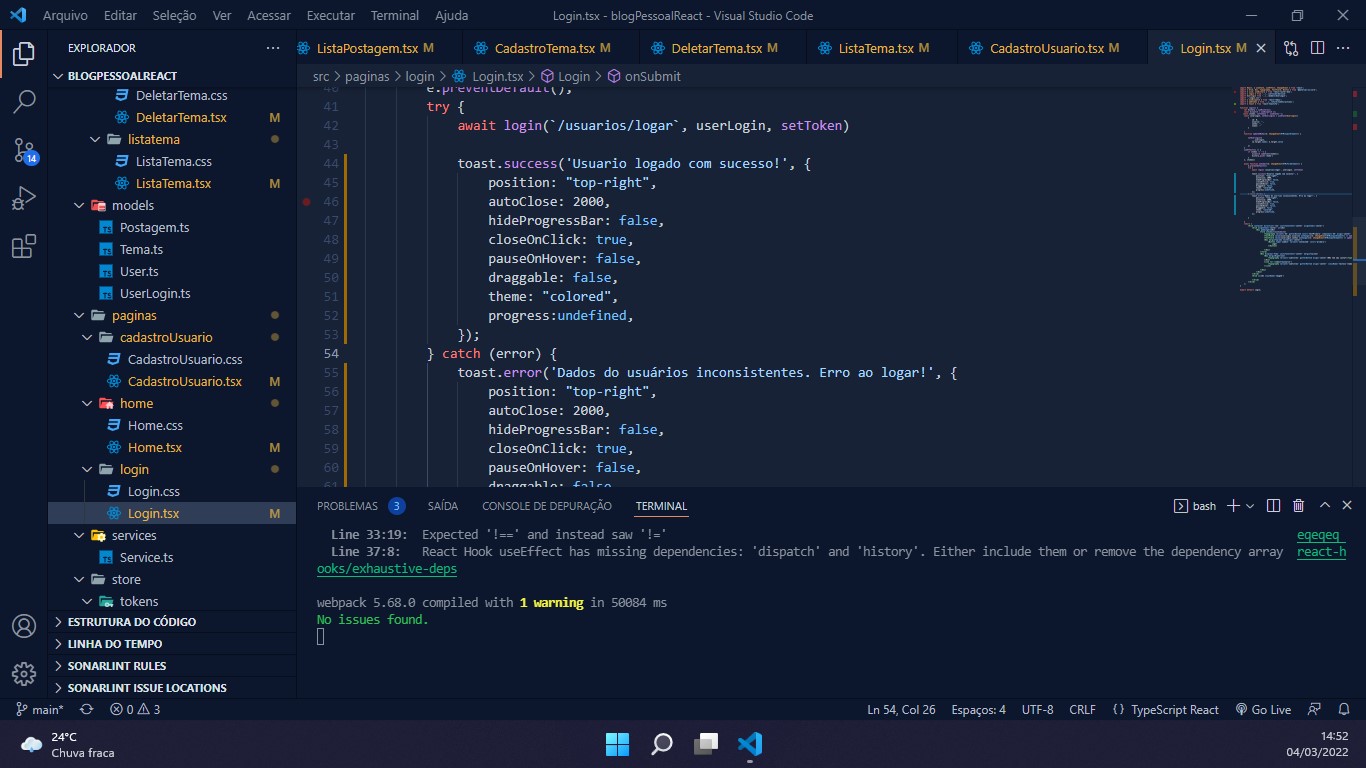 Arquivo Editar Seleção Ver Acessar Executar Terminal Ajuda Login.tsx - blogPessoalReact - Visual Studio Code
EXPLORADOR
BLOGPESSOALREACT
DeletarTema.css
DeletarTema.tsx M
listatema
ListaTema.css
ListaTema.tsx M
models
Postagem.ts
Tema.ts
User.ts
UserLogin.ts
paginas
cadastroUsuario
CadastroUsuario.css
CadastroUsuario.tsx M
home
Home.css
Home.tsx M
login
Login.css
Login.tsx M
services
Service.ts
store
tokens
ESTRUTURA DO CÓDIGO
LINHA DO TEMPO
SONARLINT RULES
SONARLINT ISSUE LOCATIONS
14
ListaPostagem.tsx M CadastroTema.tsx M DeletarTema.tsx M ListaTema.tsx M CadastroUsuario.tsx M Login.tsx M
src > paginas > login > Login.tsx > Login > onSubmit
40 e.preventDefault();
41 try {
42 await login(`/usuarios/logar`, userLogin, setToken)
43
44 toast.success('Usuario logado com sucesso!', {
45 position: "top-right",
46 autoClose: 2000,
47 hideProgressBar: false,
48 closeOnClick: true,
49 pauseOnHover: false,
50 draggable: false,
51 theme: "colored",
52 progress:undefined,
53 });
54 } catch (error) {
55 toast.error('Dados do usuários inconsistentes. Erro ao logar!', {
56 position: "top-right",
57 autoClose: 2000,
58 hideProgressBar: false,
59 closeOnClick: true,
60 pauseOnHover: false,
61 draggable: false,
PROBLEMAS 3 SAÍDA CONSOLE DE DEPURAÇÃO TERMINAL bash
Line 33:19: Expected '!==' and instead saw '!=' eqeqeq
Line 37:8: React Hook useEffect has missing dependencies: 'dispatch' and 'history'. Either include them or remove the dependency array react-h
ooks/exhaustive-deps
webpack 5.68.0 compiled with 1 warning in 50084 ms
No issues found.
main* 0 3 Ln 54, Col 26 Espaços: 4 UTF-8 CRLF {} TypeScript React Go Live
24°C
Chuva fraca
14:52
04/03/2022